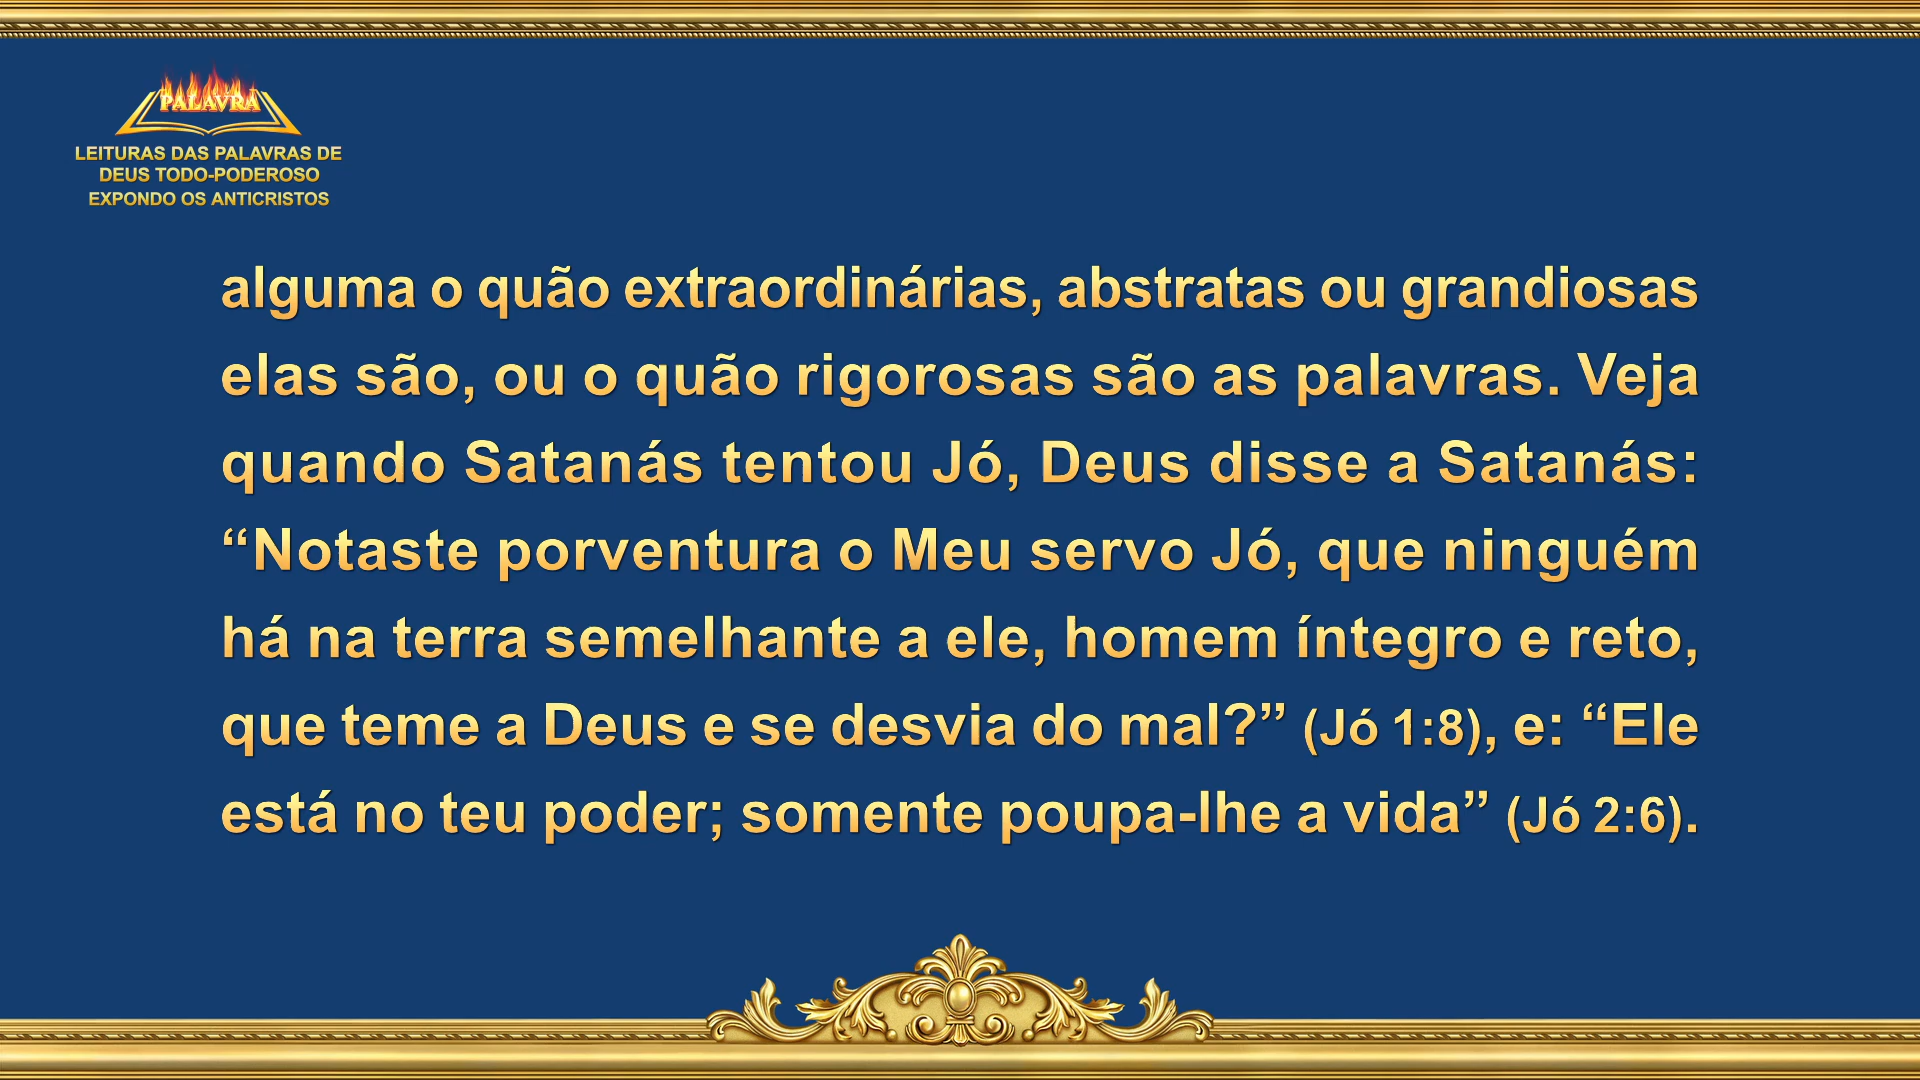 PALAVRA
LEITURAS DAS PALAVRAS DE
DEUS TODO-PODEROSO
EXPONDO OS ANTICRISTOS
alguma o quão extraordinárias, abstratas ou grandiosas
elas são, ou o quão rigorosas são as palavras. Veja
quando Satanás tentou Jó, Deus disse a Satanás:
“Notaste porventura o Meu servo Jó, que ninguém
há na terra semelhante a ele, homem íntegro e reto,
que teme a Deus e se desvia do mal?” (Jó 1:8), e: “Ele
está no teu poder; somente poupa-lhe a vida” (Jó 2:6).